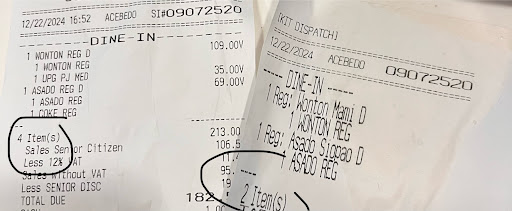 12/22/2024 16:52 ACEBEDO SI#09072520
DINE-IN
1 WONTON REG D 109.00V
1 WONTON REG
1 UPG PJ MED 35.00V
1 ASADO REG D 69.00V
1 ASADO REG
1 COKE REG
4 Item(s) 213.00
Sales Senior Citizen 106.5
Less 12% VAT 11.
Sales without VAT 95.
Less SENIOR DISC 19
TOTAL DUE 182.
[KIT DISPATCH]
12/22/2024 ACEBEDO 09072520
DINE-IN
1 Reg: Wonton Mami D
1 WONTON REG
1 Reg: Asado Siopao D
1 ASADO REG
2 Item(s)